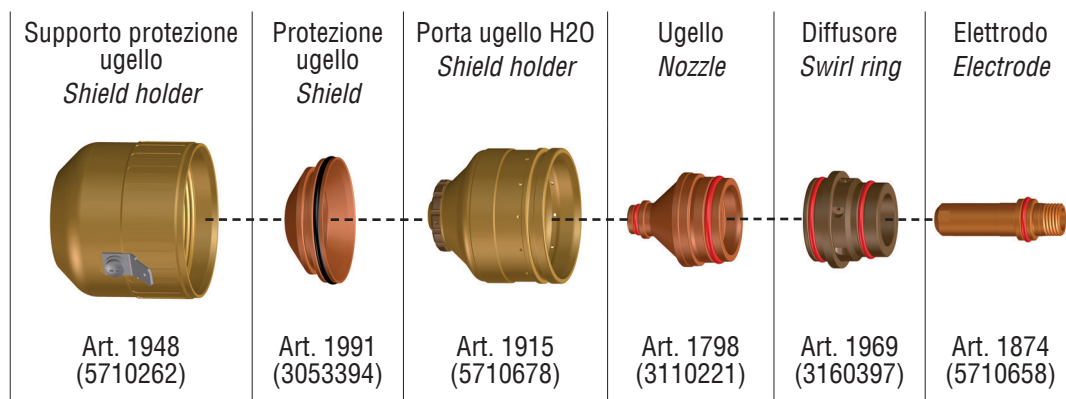 Supporto protezione
ugello
Shield holder
Protezione
ugello
Shield
Porta ugello H2O
Shield holder
Ugello
Nozzle
Diffusore
Swirl ring
Elettrodo
Electrode
Art. 1948
(5710262)
Art. 1991
(3053394)
Art. 1915
(5710678)
Art. 1798
(3110221)
Art. 1969
(3160397)
Art. 1874
(5710658)